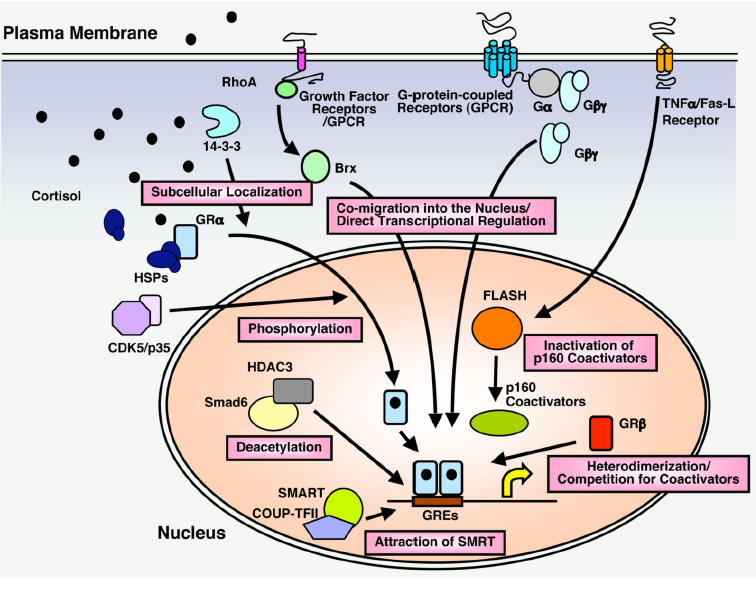 Plasma Membrane
RhoA
Growth Factor
Receptors
/GPCR
G-protein-coupled
Receptors (GPCR)
Gα
Gβγ
TNFα/Fas-L
Receptor
14-3-3
Gβγ
Brx
Cortisol
Subcellular Localization
Co-migration into the Nucleus/
Direct Transcriptional Regulation
GRα
HSPs
FLASH
CDK5/p35
Phosphorylation
Inactivation of
p160 Coactivators
HDAC3
Smad6
p160
Coactivators
GRβ
Deacetylation
Heterodimerization/
Competition for Coactivators
SMART
COUP-TFII
GREs
Nucleus
Attraction of SMRT